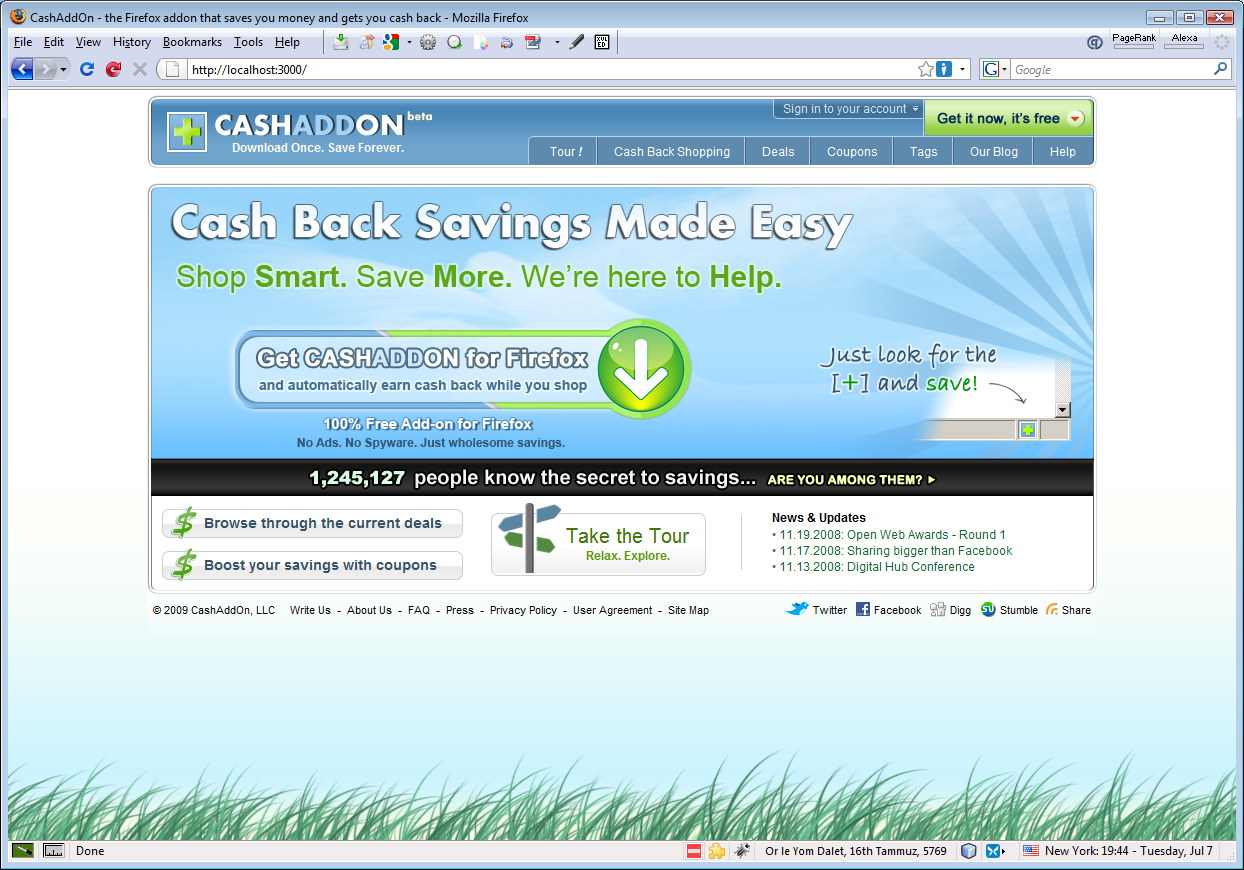 CashAddOn - the Firefox addon that saves you money and gets you cash back - Mozilla Firefox
File Edit View History Bookmarks Tools Help
XUL ED
PageRank Alexa
http://localhost:3000/
G Google
CASHADDON beta
Download Once. Save Forever.
Sign in to your account
Get it now, it's free
Tour! Cash Back Shopping Deals Coupons Tags Our Blog Help
Cash Back Savings Made Easy
Shop Smart. Save More. We're here to Help.
Get CASHADDON for Firefox
and automatically earn cash back while you shop
100% Free Add-on for Firefox
No Ads. No Spyware. Just wholesome savings.
Just look for the
[+] and save!
1,245,127 people know the secret to savings... ARE YOU AMONG THEM?
Browse through the current deals
Boost your savings with coupons
Take the Tour
Relax. Explore.
News & Updates
• 11.19.2008: Open Web Awards - Round 1
• 11.17.2008: Sharing bigger than Facebook
• 11.13.2008: Digital Hub Conference
© 2009 CashAddOn, LLC Write Us - About Us - FAQ - Press - Privacy Policy - User Agreement - Site Map
Twitter Facebook Digg Stumble Share
Done
Or le Yom Dalet, 16th Tammuz, 5769
New York: 19:44 - Tuesday, Jul 7